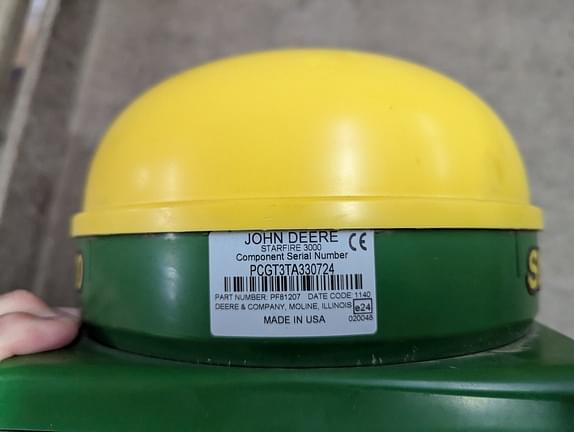 JOHN DEERE
STARFIRE 3000
CE
Component Serial Number
PCGT3TA330724
PART NUMBER: PF81207 DATE CODE: 1140
DEERE & COMPANY, MOLINE, ILLINOIS
e24
020048
MADE IN USA